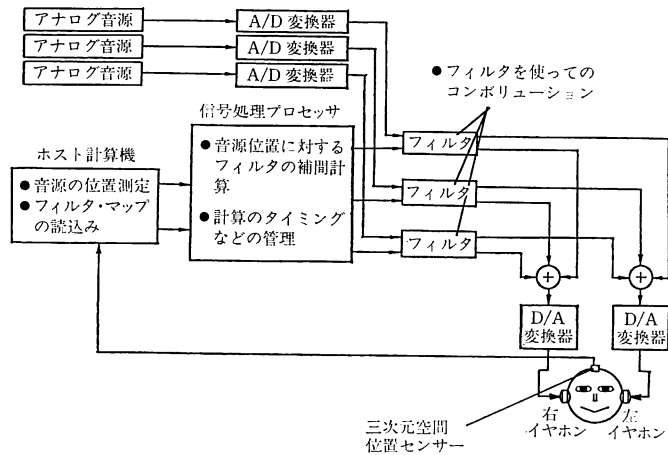 アナログ音源
A/D 変換器
アナログ音源
A/D 変換器
アナログ音源
A/D 変換器
●フィルタを使っての
コンボリューション
信号処理プロセッサ
●音源位置に対する
フィルタの補間計
算
●計算のタイミング
などの管理
ホスト計算機
●音源の位置測定
●フィルタ・マップ
の読込み
フィルタ
フィルタ
フィルタ
+
+
D/A
変換器
D/A
変換器
三次元空間
位置センサー
右
イヤホン
左
イヤホン